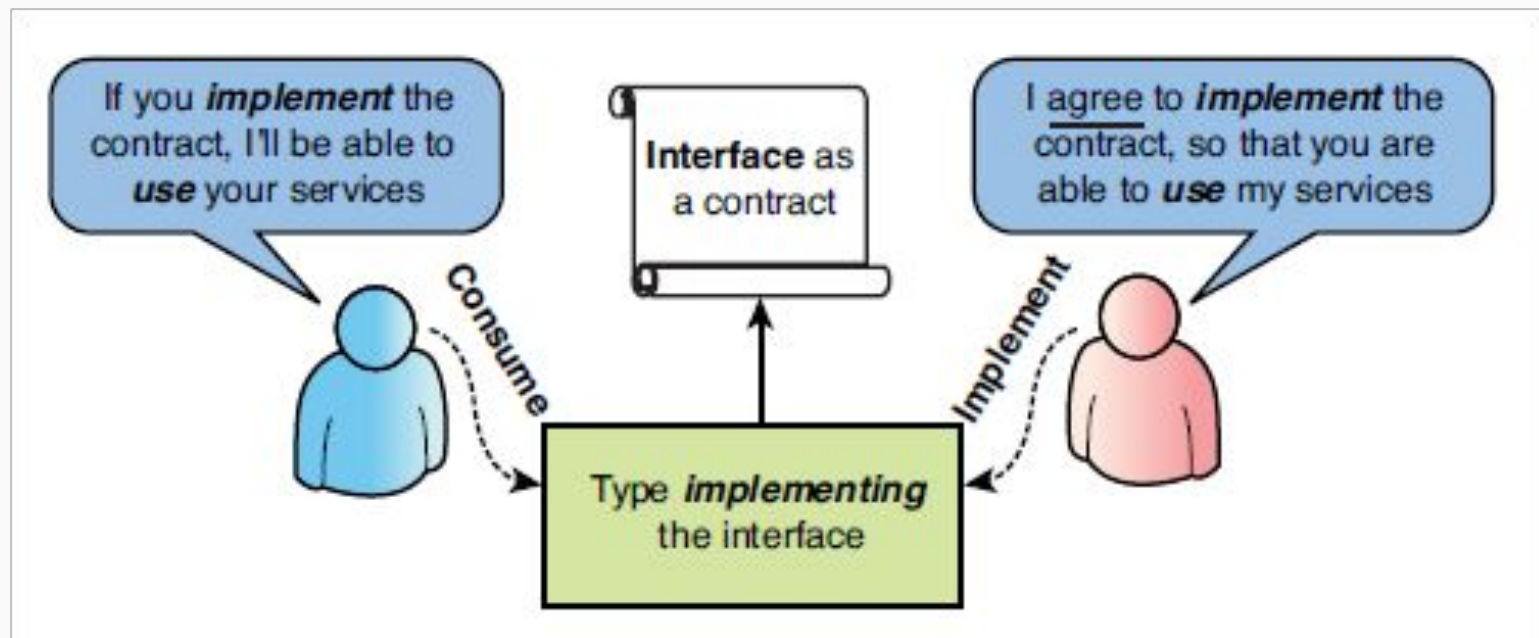 If you implement the
contract, I'll be able to
use your services
Interface as
a contract
I agree to implement the
contract, so that you are
able to use my services
Consume
Implement
Type implementing
the interface